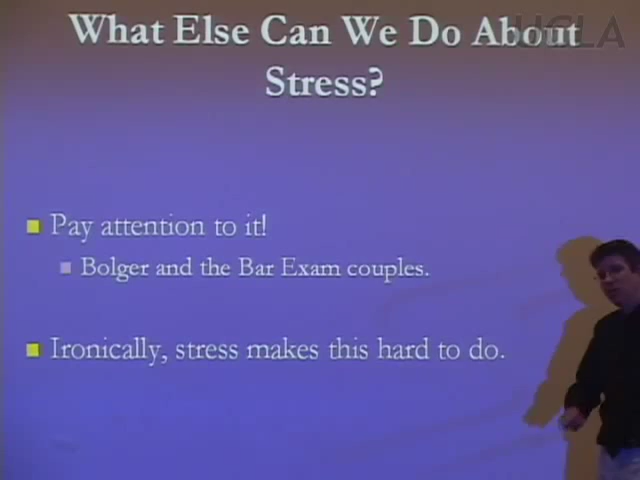 What Else Can We Do About
Stress?
UCLA
Pay attention to it!
Bolger and the Bar Exam couples.
Ironically, stress makes this hard to do.